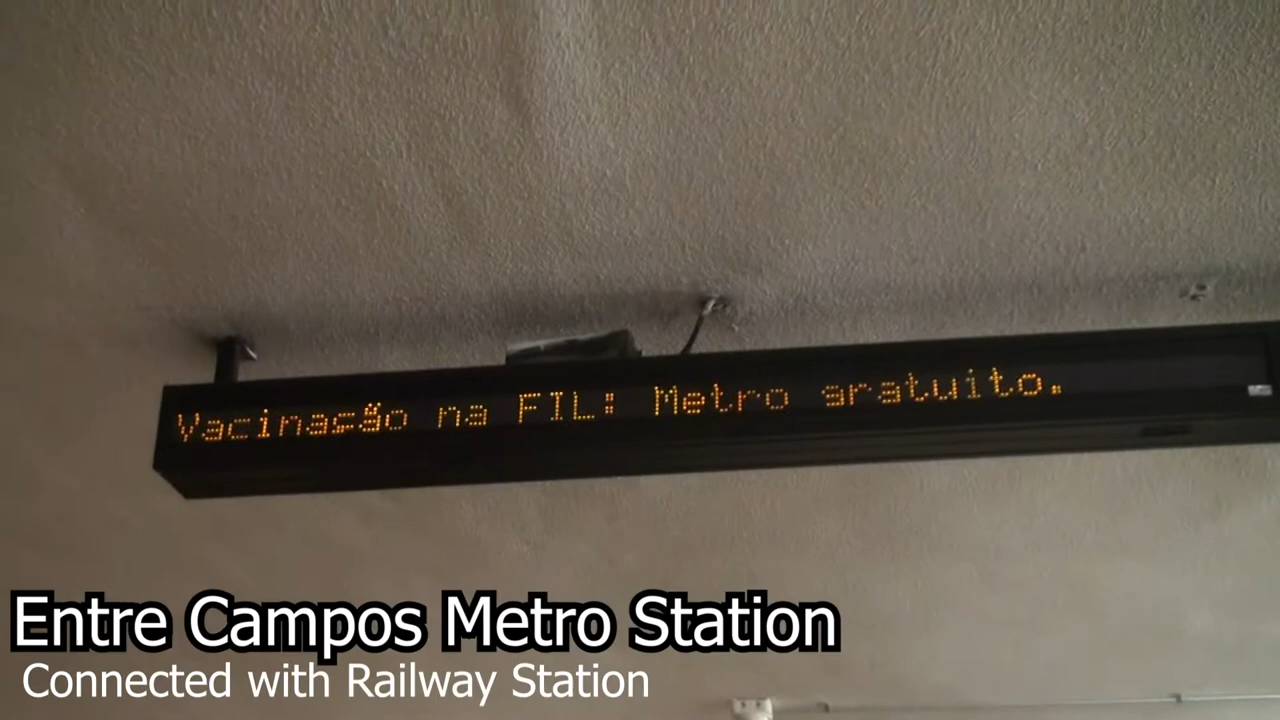 Vacinação na FIL: Metro gratuito.
Entre Campos Metro Station
Connected with Railway Station